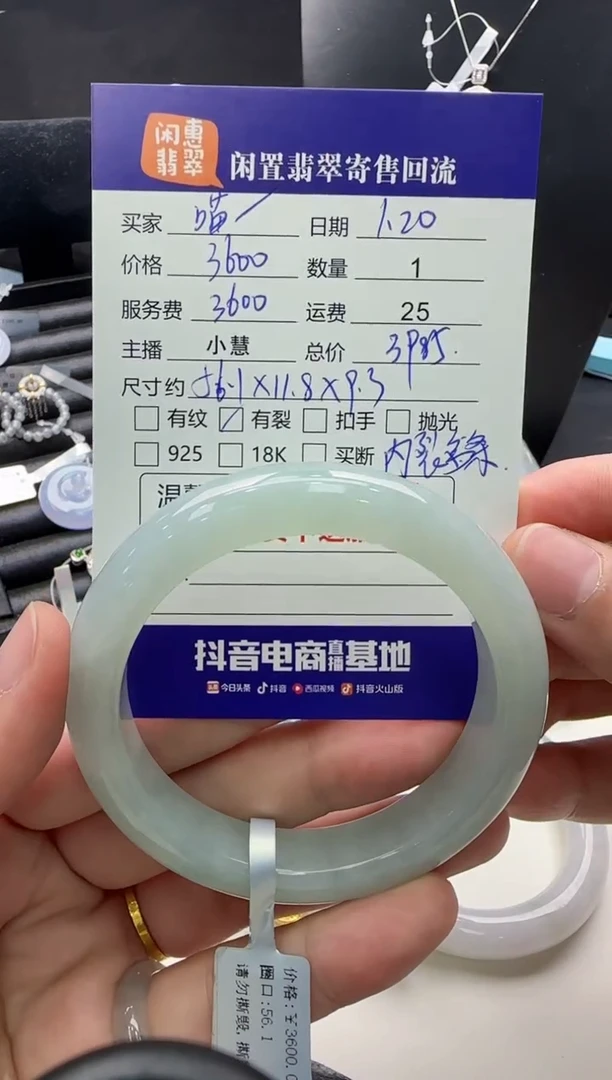 闲惠
翡翠
闲置翡翠寄售回流
买家 喵一 日期 1.20
价格 3600 数量 1
服务费 3600 运费 25
主播 小慧 总价 3985.
尺寸约 56.1×11.8×9.3
有纹 有裂 扣手 抛光
925 18K 买断 内裂多条.
温
抖音电商直播基地
今日头条 抖音 西瓜视频 抖音火山版
价格:¥3600.0
圈口:56.1
请勿撕毁,撕